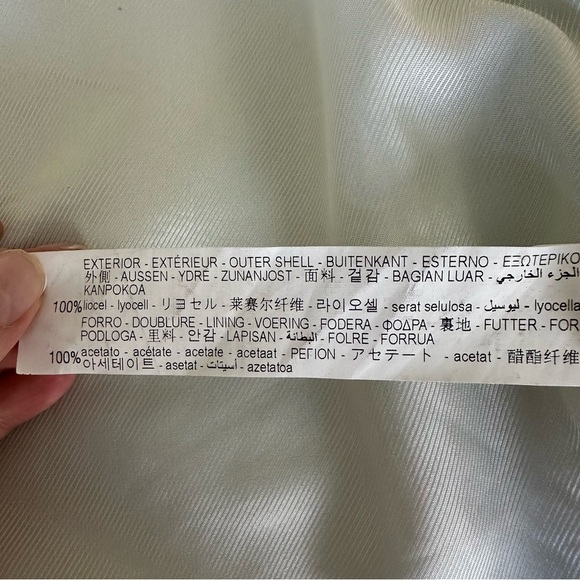 EXTERIOR - EXTÉRIEUR - OUTER SHELL - BUITENKANT - ESTERNO - ΕΞΩΤΕΡΙΚΟ
外側 - AUSSEN - YDRE - ZUNANJOST - 面料 - 겉감 - BAGIAN LUAR - الجزء الخارجي -
KANPOKOA
100% liocel - lyocell - リヨセル - 莱赛尔纤维 - 라이오셀 - serat selulosa - ليوسيل - lyocella
FORRO - DOUBLURE - LINING - VOERING - FODERA - ΦΟΔΡΑ - 裏地 - FUTTER - FOR
PODLOGA - 里料 - 안감 - LAPISAN - البطانة - FOLRE - FORRUA
100% acetato - acétate - acetate - acetaat - ΡΕΓΙΟΝ - アセテート - acetat - 醋酯纤维
아세테이트 - asetat - أسيتات - azetatoa